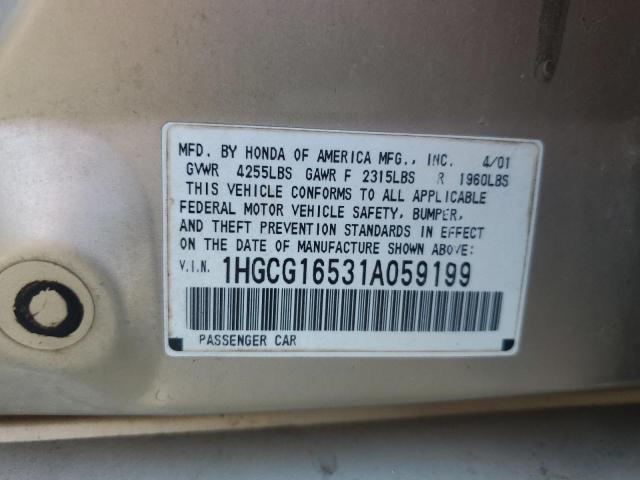 MFD. BY HONDA OF AMERICA MFG., INC. 4/01
GVWR 4255LBS GAWR F 2315LBS R 1960LBS
THIS VEHICLE CONFORMS TO ALL APPLICABLE
FEDERAL MOTOR VEHICLE SAFETY, BUMPER,
AND THEFT PREVENTION STANDARDS IN EFFECT
ON THE DATE OF MANUFACTURE SHOWN ABOVE:
V.I.N. 1HGCG16531A059199
PASSENGER CAR